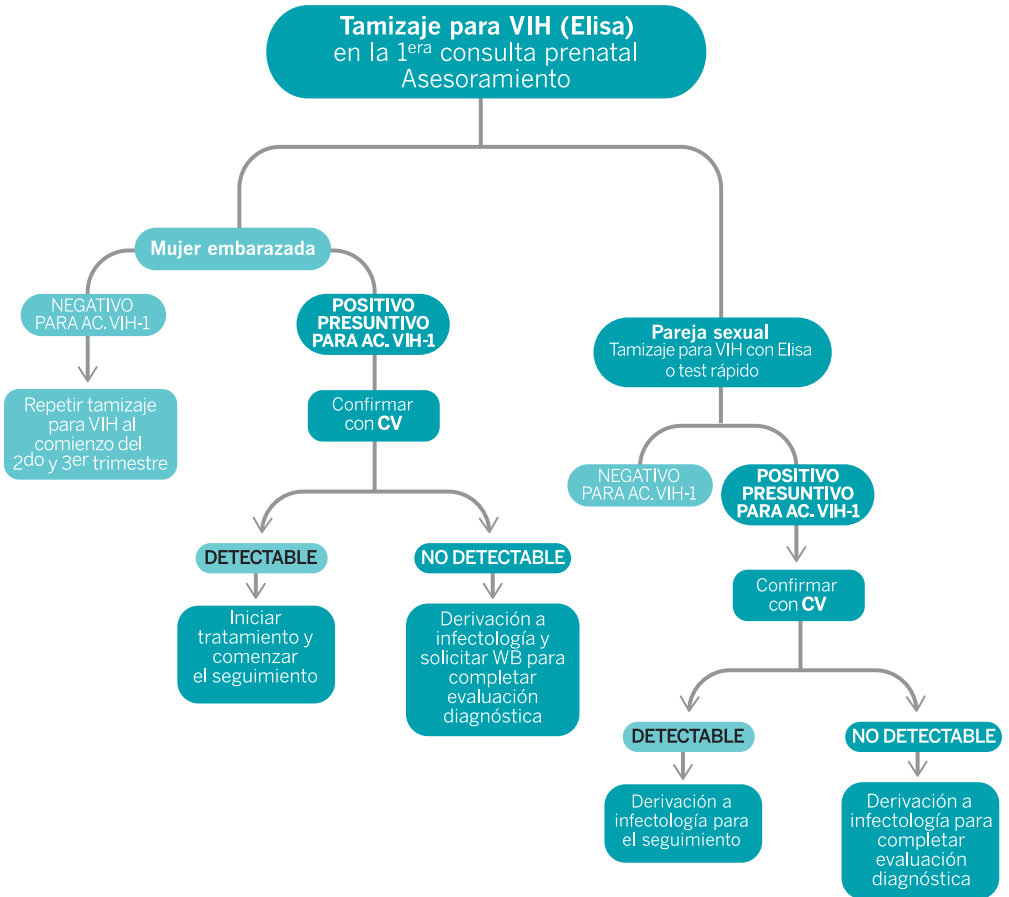 Tamizaje para VIH (Elisa)
en la 1era consulta prenatal
Asesoramiento
Mujer embarazada
NEGATIVO
PARA AC. VIH-1
Repetir tamizaje
para VIH al
comienzo del
2do y 3er trimestre
POSITIVO
PRESUNTIVO
PARA AC. VIH-1
Confirmar
con CV
DETECTABLE
Iniciar
tratamiento y
comenzar
el seguimiento
NO DETECTABLE
Derivación a
infectología y
solicitar WB para
completar
evaluación
diagnóstica
Pareja sexual
Tamizaje para VIH con Elisa
o test rápido
NEGATIVO
PARA AC. VIH-1
POSITIVO
PRESUNTIVO
PARA AC. VIH-1
Confirmar
con CV
DETECTABLE
Derivación a
infectología para
el seguimiento
NO DETECTABLE
Derivación a
infectología para
completar
evaluación
diagnóstica